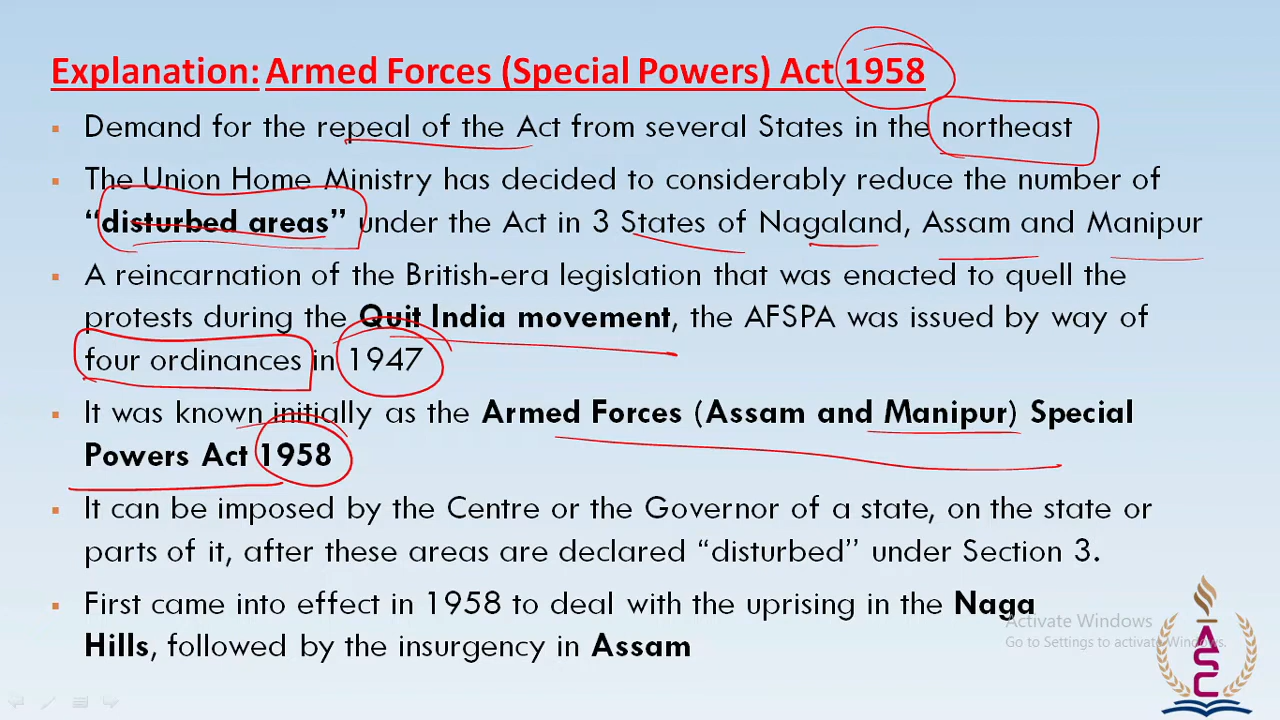 Explanation: Armed Forces (Special Powers) Act 1958
▪ Demand for the repeal of the Act from several States in the northeast
▪ The Union Home Ministry has decided to considerably reduce the number of
“disturbed areas” under the Act in 3 States of Nagaland, Assam and Manipur
▪ A reincarnation of the British-era legislation that was enacted to quell the
protests during the Quit India movement, the AFSPA was issued by way of
four ordinances in 1947
▪ It was known initially as the Armed Forces (Assam and Manipur) Special
Powers Act 1958
▪ It can be imposed by the Centre or the Governor of a state, on the state or
parts of it, after these areas are declared “disturbed” under Section 3.
▪ First came into effect in 1958 to deal with the uprising in the Naga
Hills, followed by the insurgency in Assam
Activate Windows
Go to Settings to activate Windows.
ASC